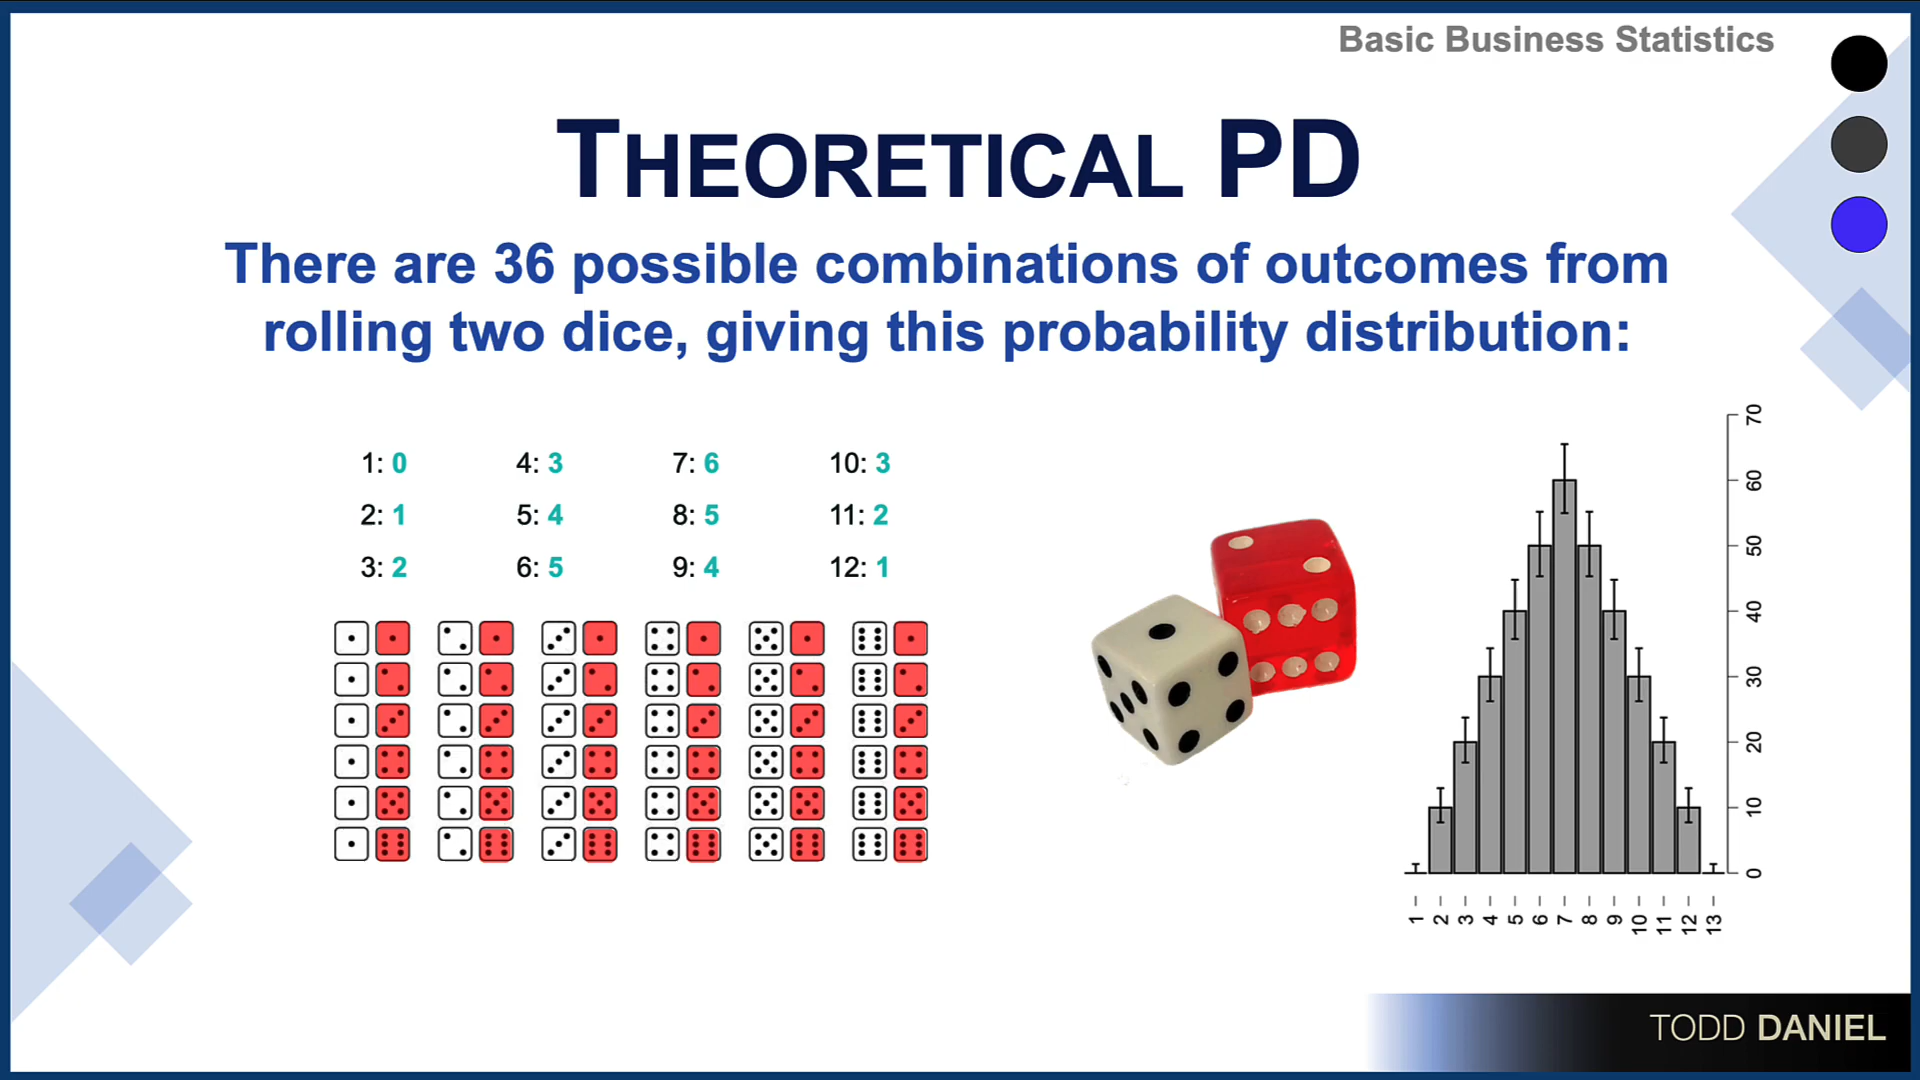 Basic Business Statistics
THEORETICAL PD
There are 36 possible combinations of outcomes from
rolling two dice, giving this probability distribution:
1: 0 4: 3 7: 6 10: 3
2: 1 5: 4 8: 5 11: 2
3: 2 6: 5 9: 4 12: 1
70
60
50
40
30
20
10
0
1 2 3 4 5 6 7 8 9 10 11 12 13
TODD DANIEL